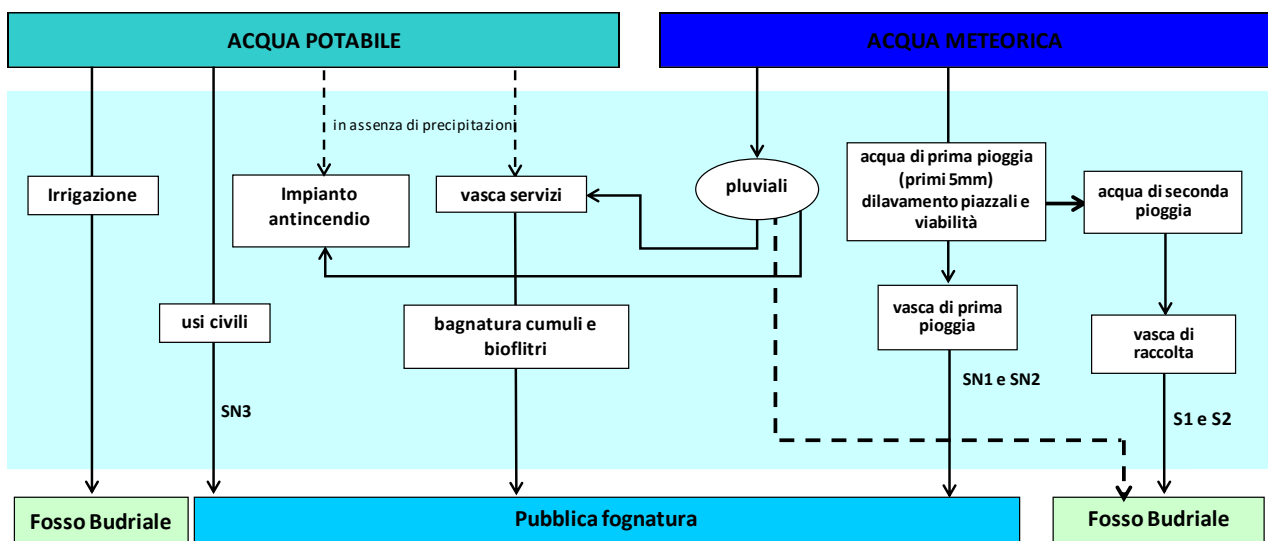 ACQUA POTABILE
ACQUA METEORICA
in assenza di precipitazioni
Irrigazione
Impianto
antincendio
vasca servizi
pluviali
acqua di prima pioggia
(primi 5mm)
dilavamento piazzali e
viabilità
acqua di seconda
pioggia
usi civili
bagnatura cumuli e
bioflitri
vasca di prima
pioggia
vasca di
raccolta
SN3
SN1 e SN2
S1 e S2
Fosso Budriale
Pubblica fognatura
Fosso Budriale